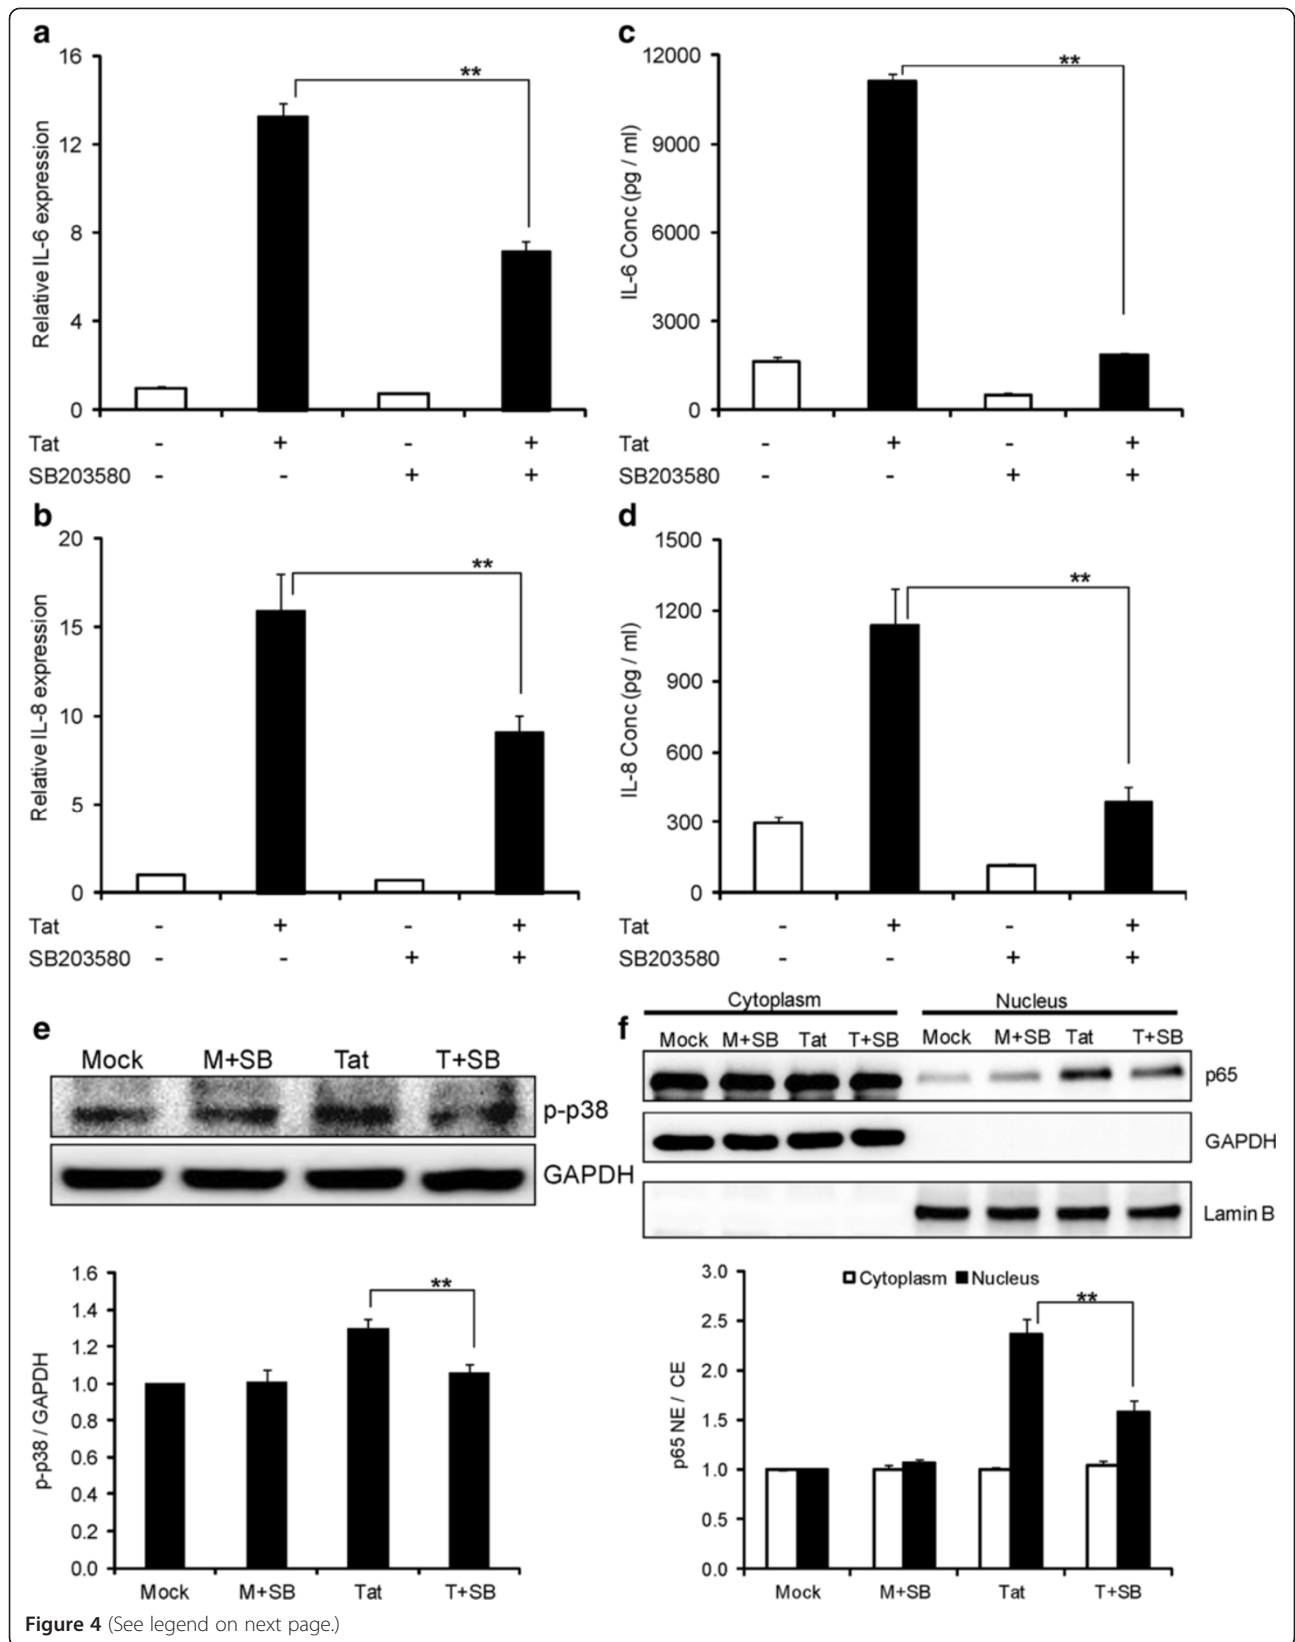 a
16
12
8
4
0
Relative IL-6 expression
**
Tat - + - +
SB203580 - - + +
c
12000
9000
6000
3000
0
IL-6 Conc (pg / ml)
**
Tat - + - +
SB203580 - - + +
b
20
15
10
5
0
Relative IL-8 expression
**
Tat - + - +
SB203580 - - + +
d
1500
1200
900
600
300
0
IL-8 Conc (pg / ml)
**
Tat - + - +
SB203580 - - + +
e
Mock M+SB Tat T+SB
p-p38
GAPDH
1.6
1.4
1.2
1.0
0.8
0.6
0.4
0.2
0.0
p-p38 / GAPDH
**
Mock M+SB Tat T+SB
f
Cytoplasm Nucleus
Mock M+SB Tat T+SB Mock M+SB Tat T+SB
p65
GAPDH
Lamin B
3.0
2.5
2.0
1.5
1.0
0.5
0.0
p65 NE / CE
Cytoplasm Nucleus
**
Mock M+SB Tat T+SB
Figure 4 (See legend on next page.)